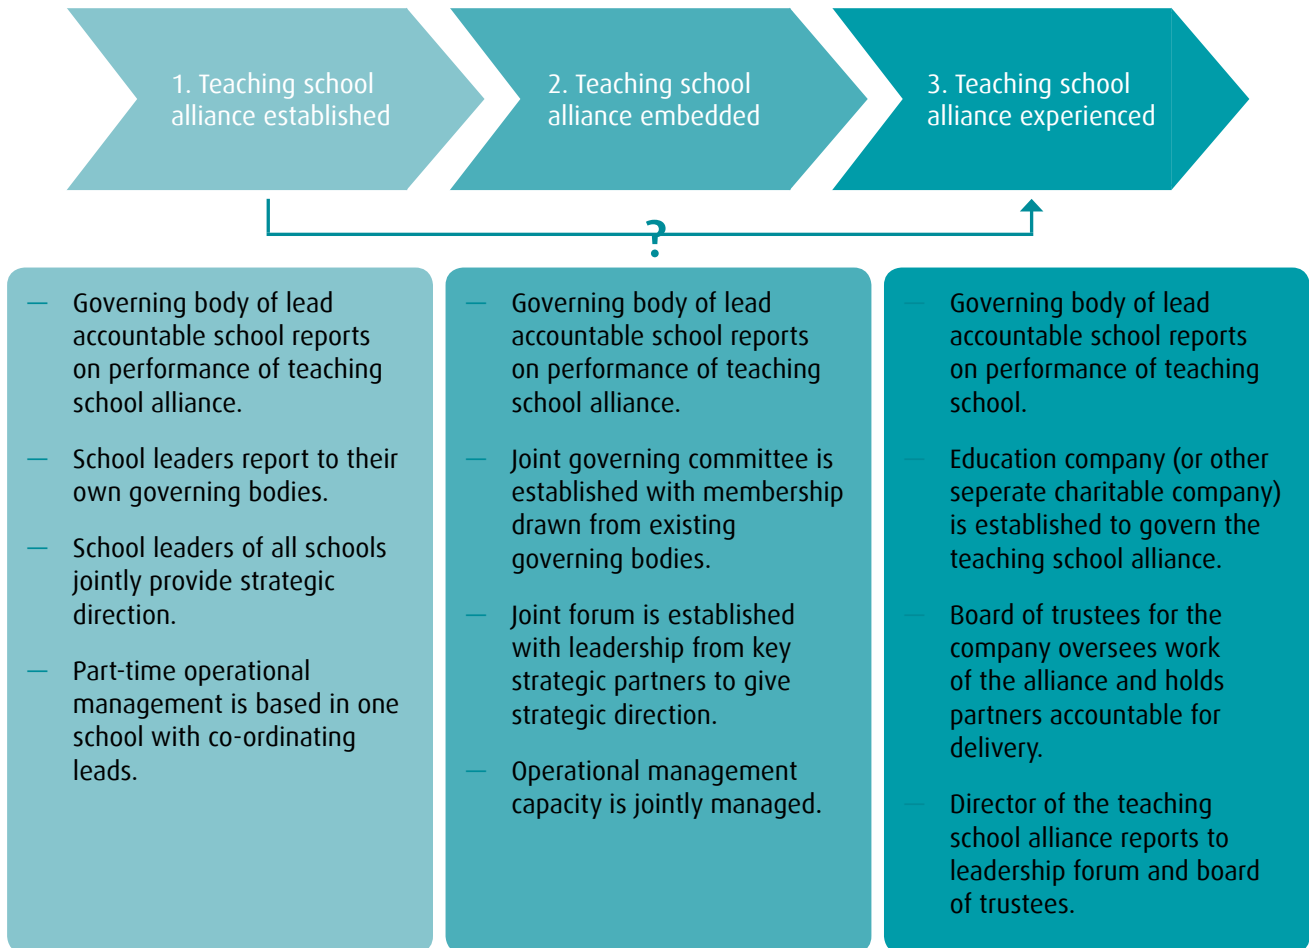 1. Teaching school
alliance established
2. Teaching school
alliance embedded
3. Teaching school
alliance experienced
?
— Governing body of lead
accountable school reports
on performance of teaching
school alliance.
— School leaders report to their
own governing bodies.
— School leaders of all schools
jointly provide strategic
direction.
— Part-time operational
management is based in one
school with co-ordinating
leads.
— Governing body of lead
accountable school reports
on performance of teaching
school alliance.
— Joint governing committee is
established with membership
drawn from existing
governing bodies.
— Joint forum is established
with leadership from key
strategic partners to give
strategic direction.
— Operational management
capacity is jointly managed.
— Governing body of lead
accountable school reports
on performance of teaching
school.
— Education company (or other
seperate charitable company)
is established to govern the
teaching school alliance.
— Board of trustees for the
company oversees work
of the alliance and holds
partners accountable for
delivery.
— Director of the teaching
school alliance reports to
leadership forum and board
of trustees.